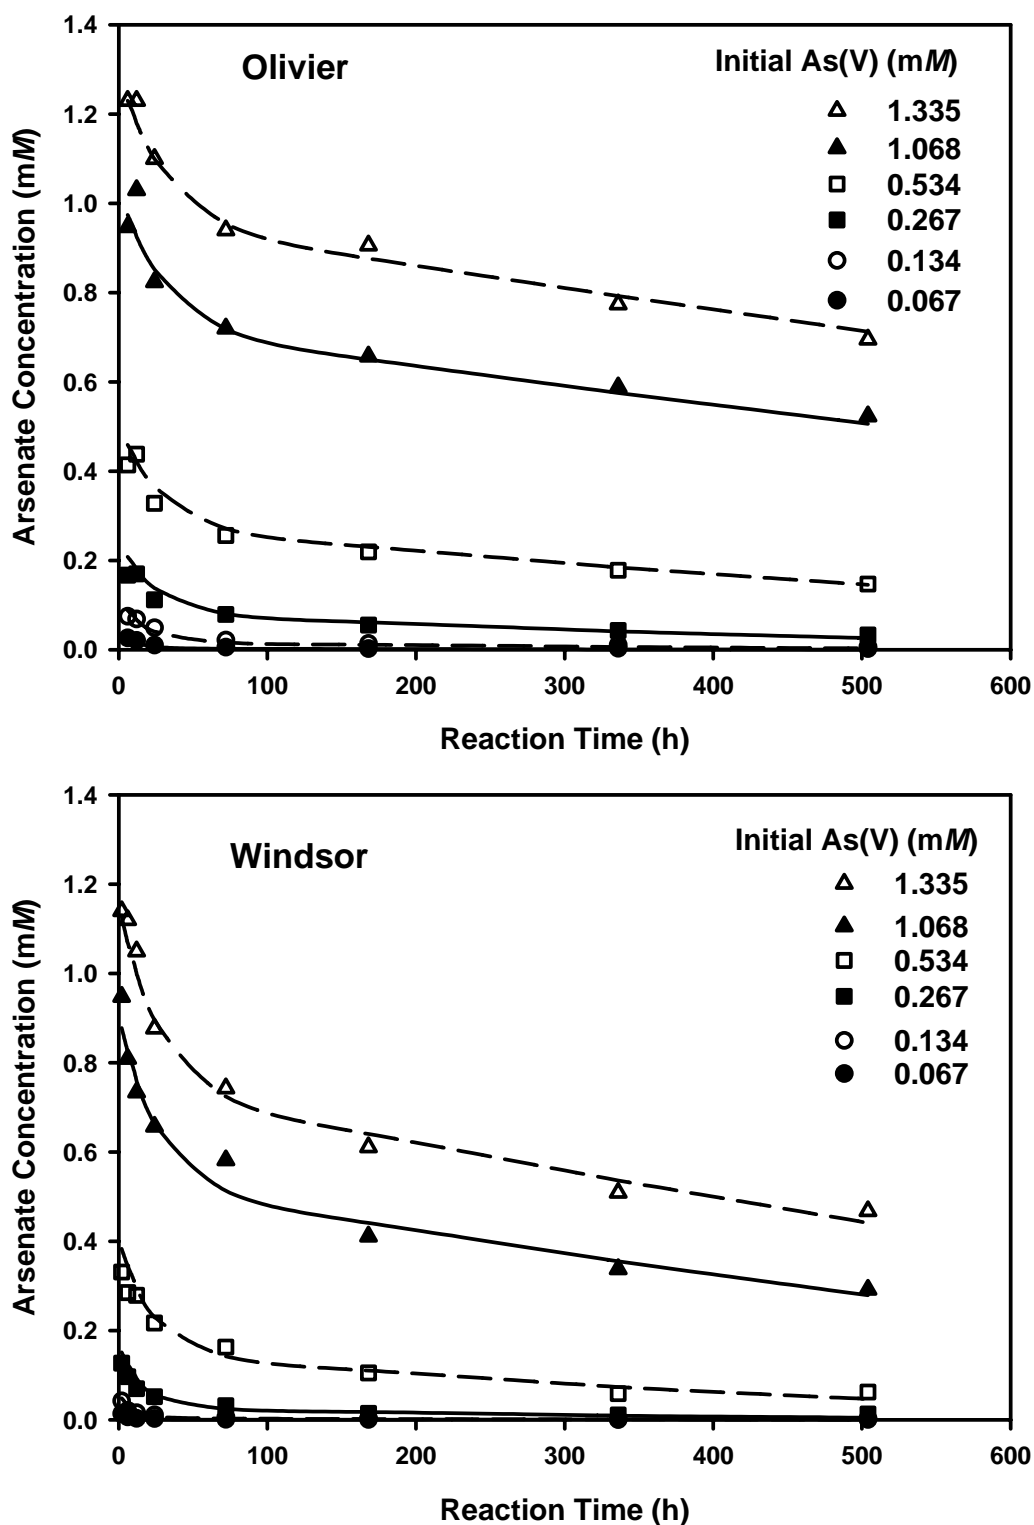 Olivier
Initial As(V) (mM)
1.335
1.068
0.534
0.267
0.134
0.067
Arsenate Concentration (mM)
1.4
1.2
1.0
0.8
0.6
0.4
0.2
0.0
0 100 200 300 400 500 600
Reaction Time (h)
Windsor
Initial As(V) (mM)
1.335
1.068
0.534
0.267
0.134
0.067
Arsenate Concentration (mM)
1.4
1.2
1.0
0.8
0.6
0.4
0.2
0.0
0 100 200 300 400 500 600
Reaction Time (h)